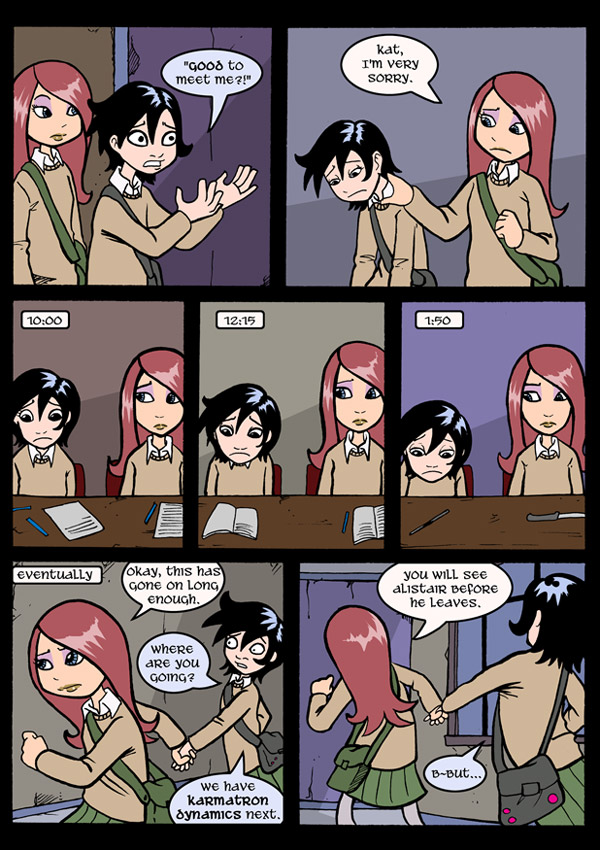 "GOOD TO
MEET ME?!"
KAT,
I'M VERY
SORRY.
10:00
12:15
1:50
EVENTUALLY
OKAY, THIS HAS
GONE ON LONG
ENOUGH.
WHERE
ARE YOU
GOING?
WE HAVE
KARMATRON
DYNAMICS NEXT.
YOU WILL SEE
ALISTAIR BEFORE
HE LEAVES.
B~BUT...